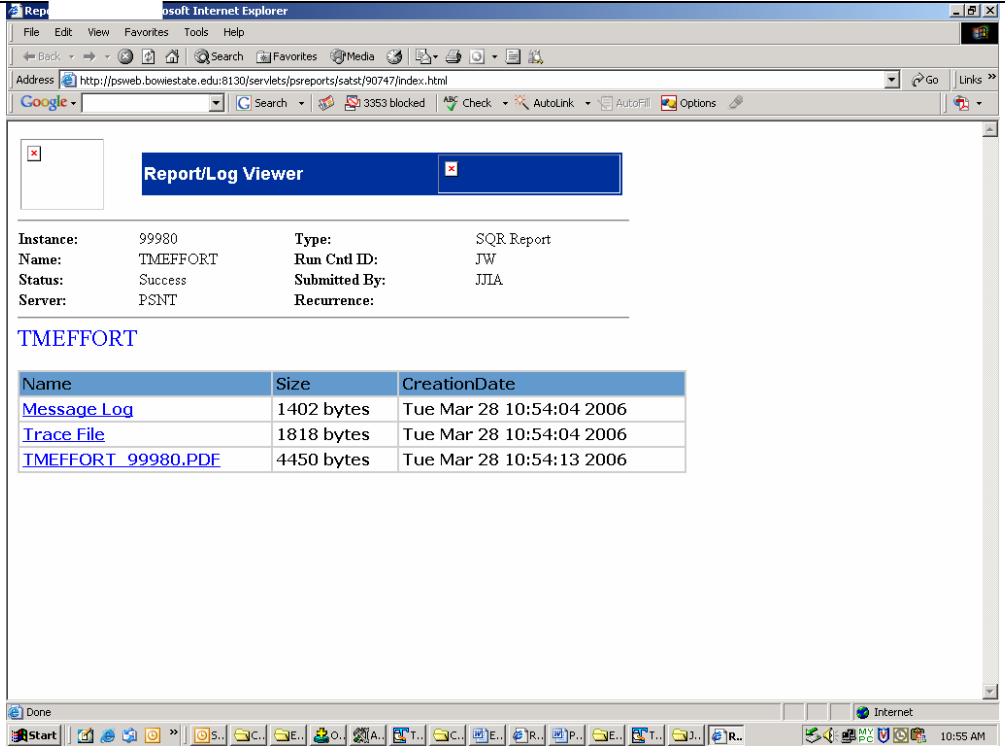 Rep osoft Internet Explorer
File Edit View Favorites Tools Help
Back Search Favorites Media
Address http://psweb.bowiestate.edu:8130/servlets/psreports/satst/90747/index.html Go Links »
Google Search 3353 blocked ABC Check AutoLink AutoFill Options
Report/Log Viewer
Instance: 99980 Type: SQR Report
Name: TMEFFORT Run Cntl ID: JW
Status: Success Submitted By: JJIA
Server: PSNT Recurrence:
TMEFFORT
Name Size CreationDate
Message Log 1402 bytes Tue Mar 28 10:54:04 2006
Trace File 1818 bytes Tue Mar 28 10:54:04 2006
TMEFFORT_99980.PDF 4450 bytes Tue Mar 28 10:54:13 2006
Done Internet
Start » S.. C.. E.. O.. A.. T.. C.. E.. R.. P.. E.. T.. J.. R.. 10:55 AM